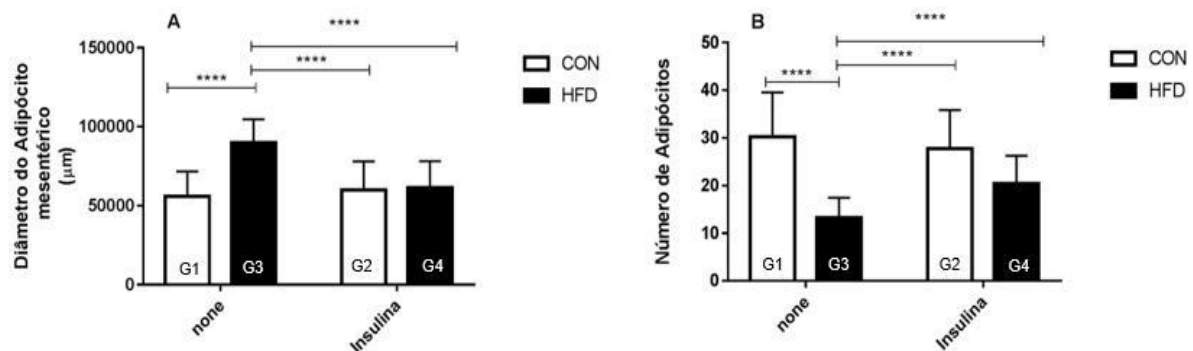 A
****
****
****
150000
100000
50000
0
Diâmetro do Adipócito
mesentérico
(μm)
G1
G3
G2
G4
none
Insulina
CON
HFD
B
****
****
****
50
40
30
20
10
0
Número de Adipócitos
G1
G3
G2
G4
none
Insulina
CON
HFD